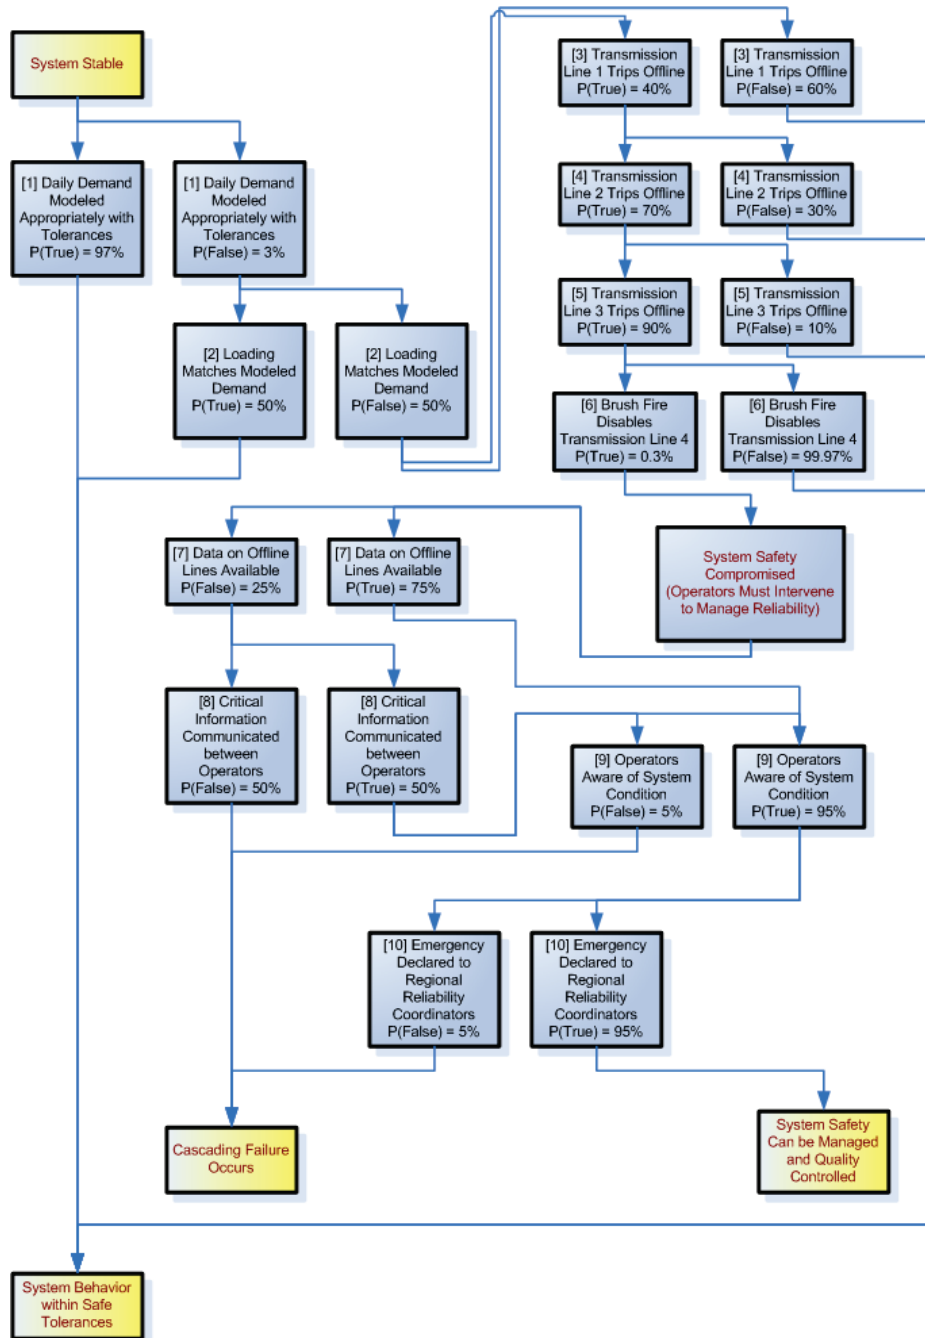 System Stable
[3] Transmission
Line 1 Trips Offline
P(True) = 40%
[3] Transmission
Line 1 Trips Offline
P(False) = 60%
[1] Daily Demand
Modeled
Appropriately with
Tolerances
P(True) = 97%
[1] Daily Demand
Modeled
Appropriately with
Tolerances
P(False) = 3%
[4] Transmission
Line 2 Trips Offline
P(True) = 70%
[4] Transmission
Line 2 Trips Offline
P(False) = 30%
[5] Transmission
Line 3 Trips Offline
P(True) = 90%
[5] Transmission
Line 3 Trips Offline
P(False) = 10%
[2] Loading
Matches Modeled
Demand
P(True) = 50%
[2] Loading
Matches Modeled
Demand
P(False) = 50%
[6] Brush Fire
Disables
Transmission Line 4
P(True) = 0.3%
[6] Brush Fire
Disables
Transmission Line 4
P(False) = 99.97%
[7] Data on Offline
Lines Available
P(False) = 25%
[7] Data on Offline
Lines Available
P(True) = 75%
System Safety
Compromised
(Operators Must Intervene
to Manage Reliability)
[8] Critical
Information
Communicated
between
Operators
P(False) = 50%
[8] Critical
Information
Communicated
between
Operators
P(True) = 50%
[9] Operators
Aware of System
Condition
P(False) = 5%
[9] Operators
Aware of System
Condition
P(True) = 95%
[10] Emergency
Declared to
Regional
Reliability
Coordinators
P(False) = 5%
[10] Emergency
Declared to
Regional
Reliability
Coordinators
P(True) = 95%
Cascading Failure
Occurs
System Safety
Can be Managed
and Quality
Controlled
System Behavior
within Safe
Tolerances